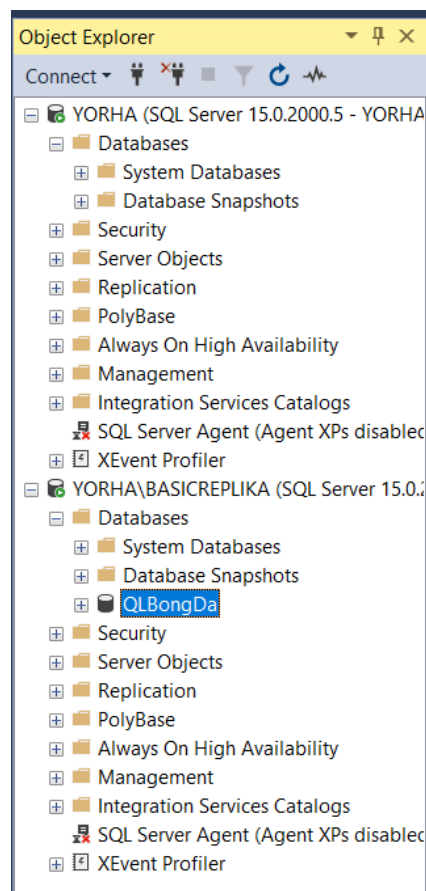 Object Explorer
Connect
YORHA (SQL Server 15.0.2000.5 - YORHA
Databases
System Databases
Database Snapshots
Security
Server Objects
Replication
PolyBase
Always On High Availability
Management
Integration Services Catalogs
SQL Server Agent (Agent XPs disabled
XEvent Profiler
YORHA\BASICREPLIKA (SQL Server 15.0.2
Databases
System Databases
Database Snapshots
QLBongDa
Security
Server Objects
Replication
PolyBase
Always On High Availability
Management
Integration Services Catalogs
SQL Server Agent (Agent XPs disabled
XEvent Profiler